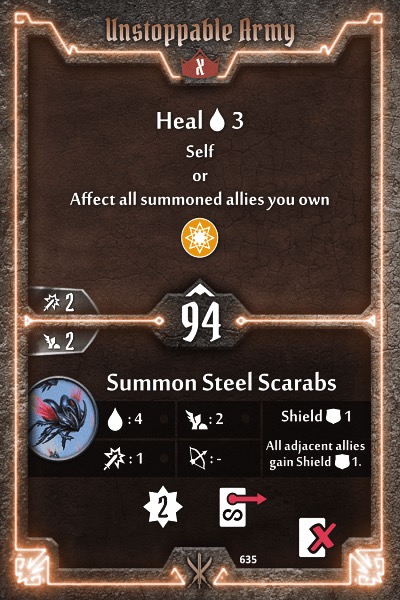 Unstoppable Army
X
Heal 3
Self
or
Affect all summoned allies you own
2
94
2
Summon Steel Scarabs
: 4
: 2
Shield 1
: 1
: -
All adjacent allies
gain Shield 1.
2
S
635